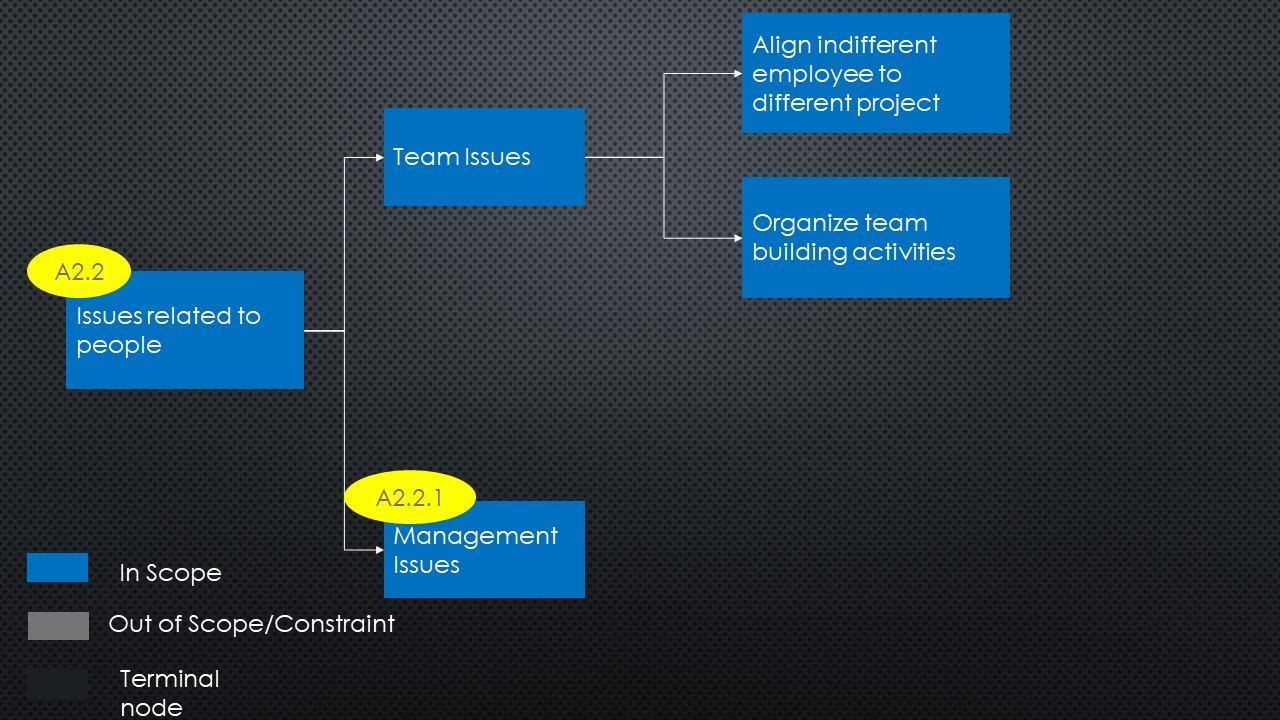 Align indifferent
employee to
different project
Team Issues
Organize team
building activities
A2.2
Issues related to
people
A2.2.1
Management
Issues
In Scope
Out of Scope/Constraint
Terminal
node